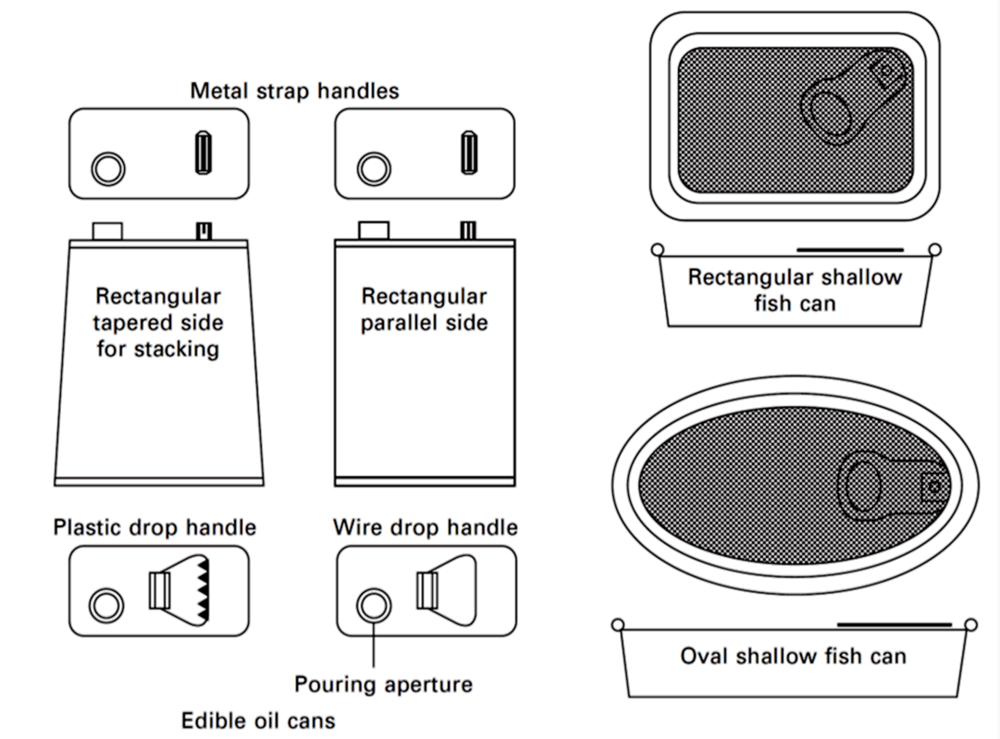 Metal strap handles
Rectangular
tapered side
for stacking
Rectangular
parallel side
Plastic drop handle
Wire drop handle
Pouring aperture
Edible oil cans
Rectangular shallow
fish can
Oval shallow fish can